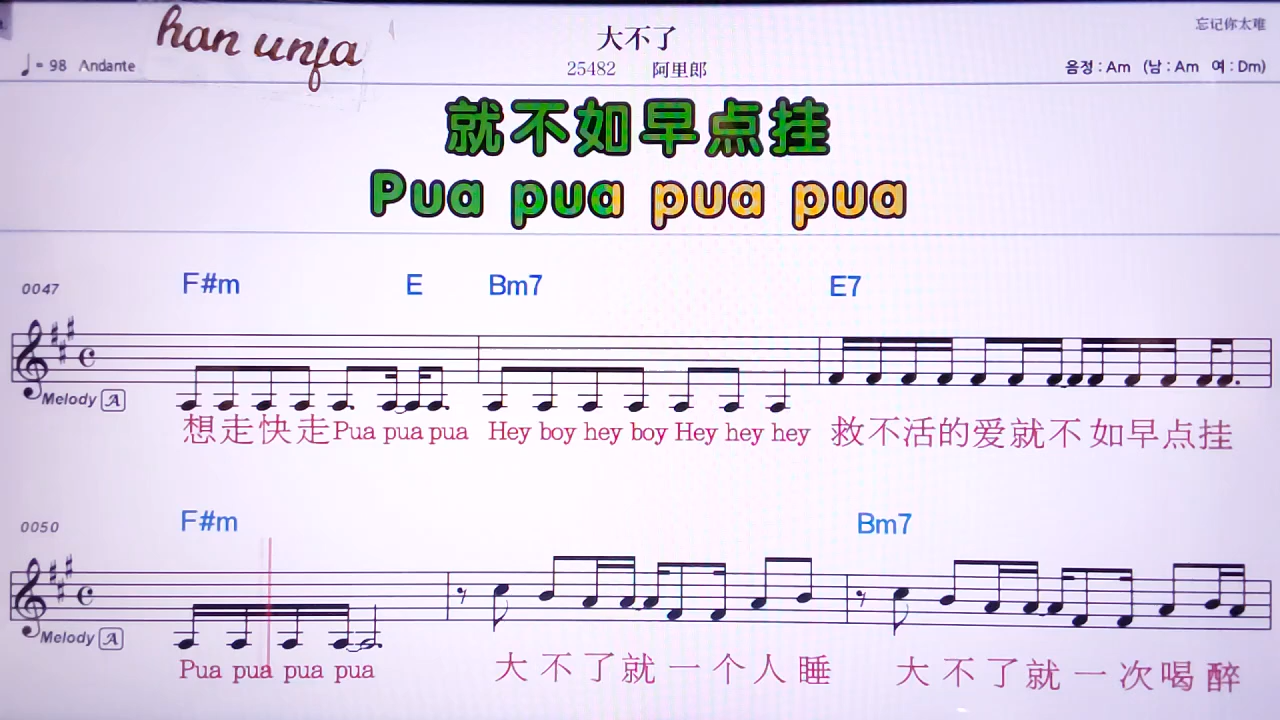 han unfa
大不了
忘记你太难
♩= 98 Andante
25482 阿里郎
음정 : Am (남 : Am 여 : Dm)
就不如早点挂
Pua pua pua pua
0047 F#m E Bm7 E7
Melody A
想走快走Pua pua pua Hey boy hey boy Hey hey hey 救不活的爱就不如早点挂
0050 F#m Bm7
Melody A
Pua pua pua pua 大不了就一个人睡 大不了就一次喝醉